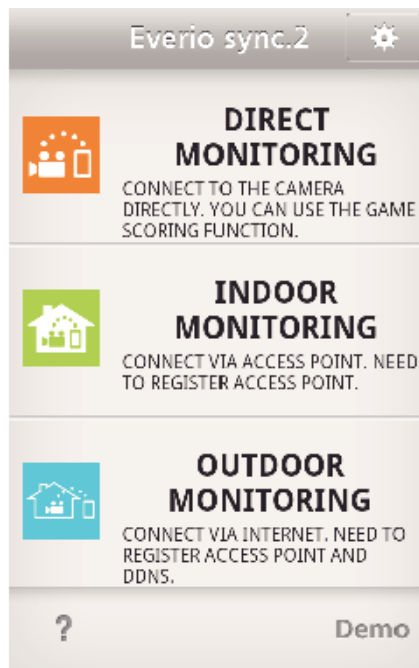 Everio sync.2
DIRECT
MONITORING
CONNECT TO THE CAMERA
DIRECTLY. YOU CAN USE THE GAME
SCORING FUNCTION.
INDOOR
MONITORING
CONNECT VIA ACCESS POINT. NEED
TO REGISTER ACCESS POINT.
OUTDOOR
MONITORING
CONNECT VIA INTERNET. NEED TO
REGISTER ACCESS POINT AND
DDNS.
? Demo